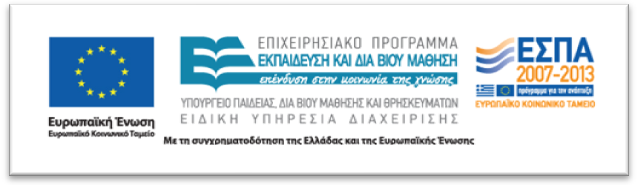 Ευρωπαϊκή Ένωση
Ευρωπαϊκό Κοινωνικό Ταμείο
ΕΠΙΧΕΙΡΗΣΙΑΚΟ ΠΡΟΓΡΑΜΜΑ
ΕΚΠΑΙΔΕΥΣΗ ΚΑΙ ΔΙΑ ΒΙΟΥ ΜΑΘΗΣΗ
επένδυση στην κοινωνία της γνώσης
ΥΠΟΥΡΓΕΙΟ ΠΑΙΔΕΙΑΣ, ΔΙΑ ΒΙΟΥ ΜΑΘΗΣΗΣ ΚΑΙ ΘΡΗΣΚΕΥΜΑΤΩΝ
ΕΙΔΙΚΗ ΥΠΗΡΕΣΙΑ ΔΙΑΧΕΙΡΙΣΗΣ
Με τη συγχρηματοδότηση της Ελλάδας και της Ευρωπαϊκής Ένωσης
ΕΣΠΑ
2007-2013
πρόγραμμα για την ανάπτυξη
ΕΥΡΩΠΑΪΚΟ ΚΟΙΝΩΝΙΚΟ ΤΑΜΕΙΟ